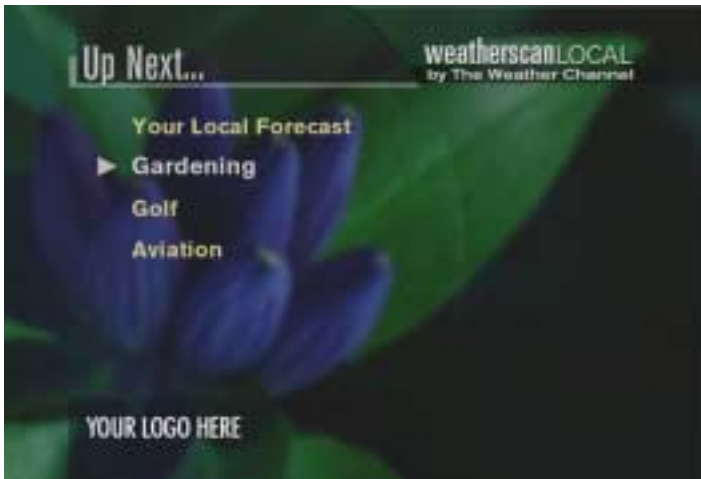 Up Next...
weatherscanLOCAL
by The Weather Channel
Your Local Forecast
Gardening
Golf
Aviation
YOUR LOGO HERE